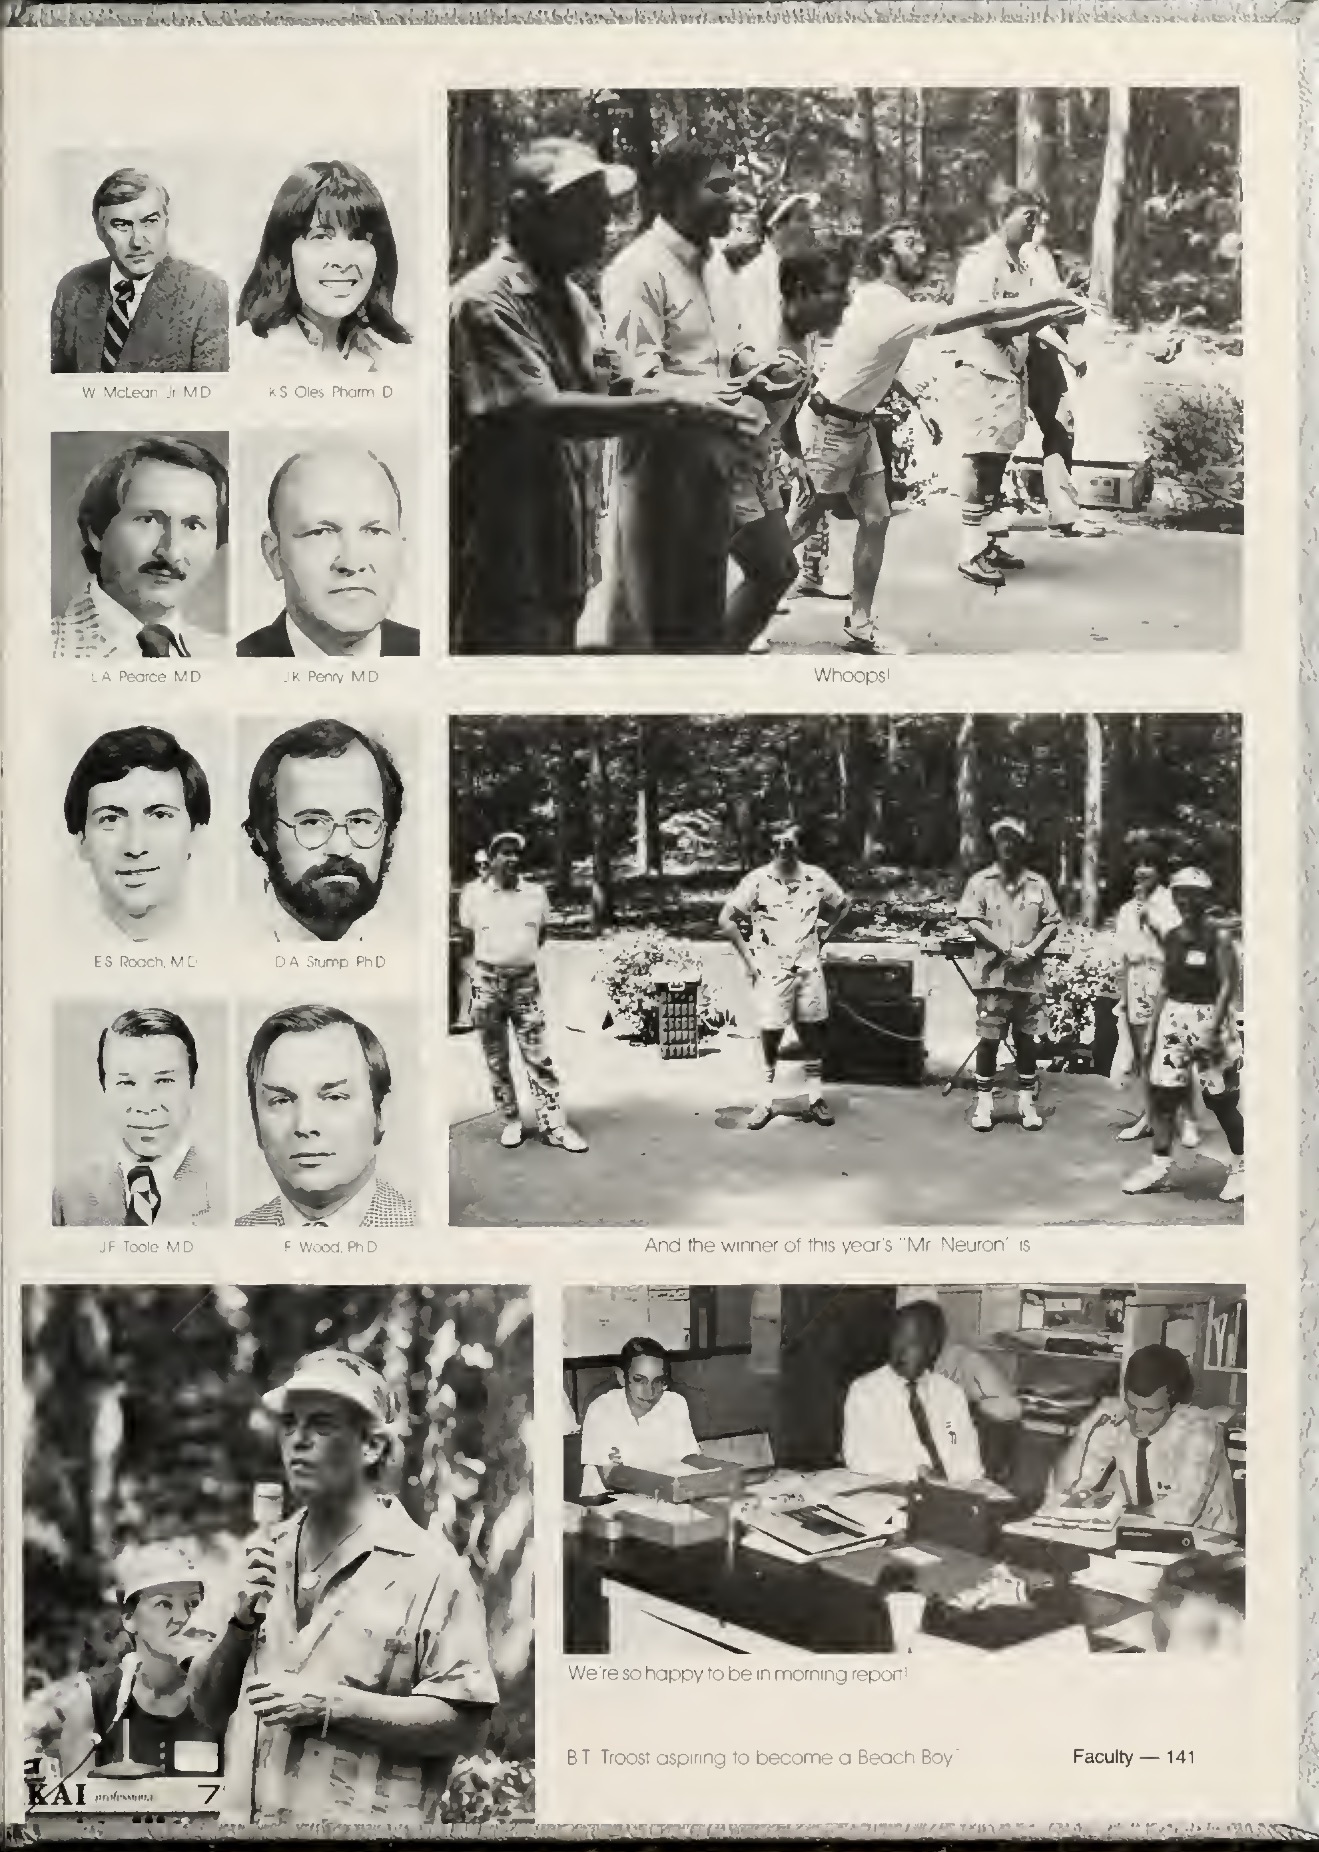 W. McLean Jr. M.D.
K.S. Oles Pharm D
L.A. Pearce M.D.
J.K. Penry M.D.
E.S. Roach, M.D.
D.A. Stump Ph D
J.F. Toole M.D.
F. Wood, Ph D
Whoops!
And the winner of this year's "Mr Neuron" is
We're so happy to be in morning report!
B.T. Troost aspiring to become a Beach Boy
KAI professional 7
Faculty — 141